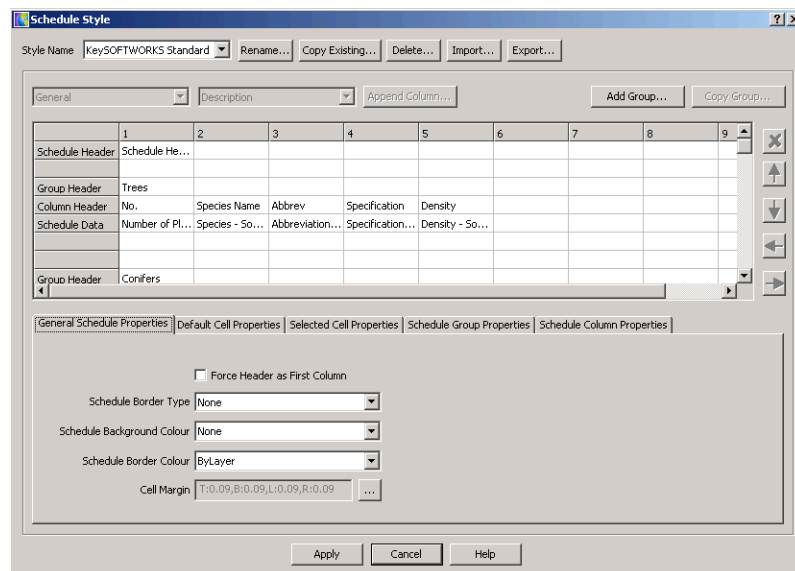 Schedule Style
Style Name KeySOFTWORKS Standard Rename... Copy Existing... Delete... Import... Export...
General Description Append Column... Add Group... Copy Group...
1 2 3 4 5 6 7 8 9
Schedule Header Schedule He...
Group Header Trees
Column Header No. Species Name Abbrev Specification Density
Schedule Data Number of Pl... Species - So... Abbreviation... Specification... Density - So...
Group Header Conifers
General Schedule Properties Default Cell Properties Selected Cell Properties Schedule Group Properties Schedule Column Properties
Force Header as First Column
Schedule Border Type None
Schedule Background Colour None
Schedule Border Colour ByLayer
Cell Margin T:0.09,B:0.09,L:0.09,R:0.09 ...
Apply Cancel Help